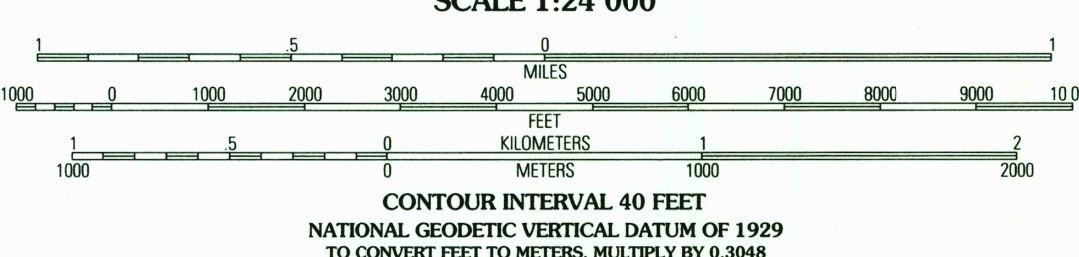 SCALE 1:24 000
1 .5 0 1
MILES
1000 0 1000 2000 3000 4000 5000 6000 7000 8000 9000 10 0
FEET
1 .5 0 KILOMETERS 1 2
1000 0 METERS 1000 2000
CONTOUR INTERVAL 40 FEET
NATIONAL GEODETIC VERTICAL DATUM OF 1929
TO CONVERT FEET TO METERS, MULTIPLY BY 0.3048